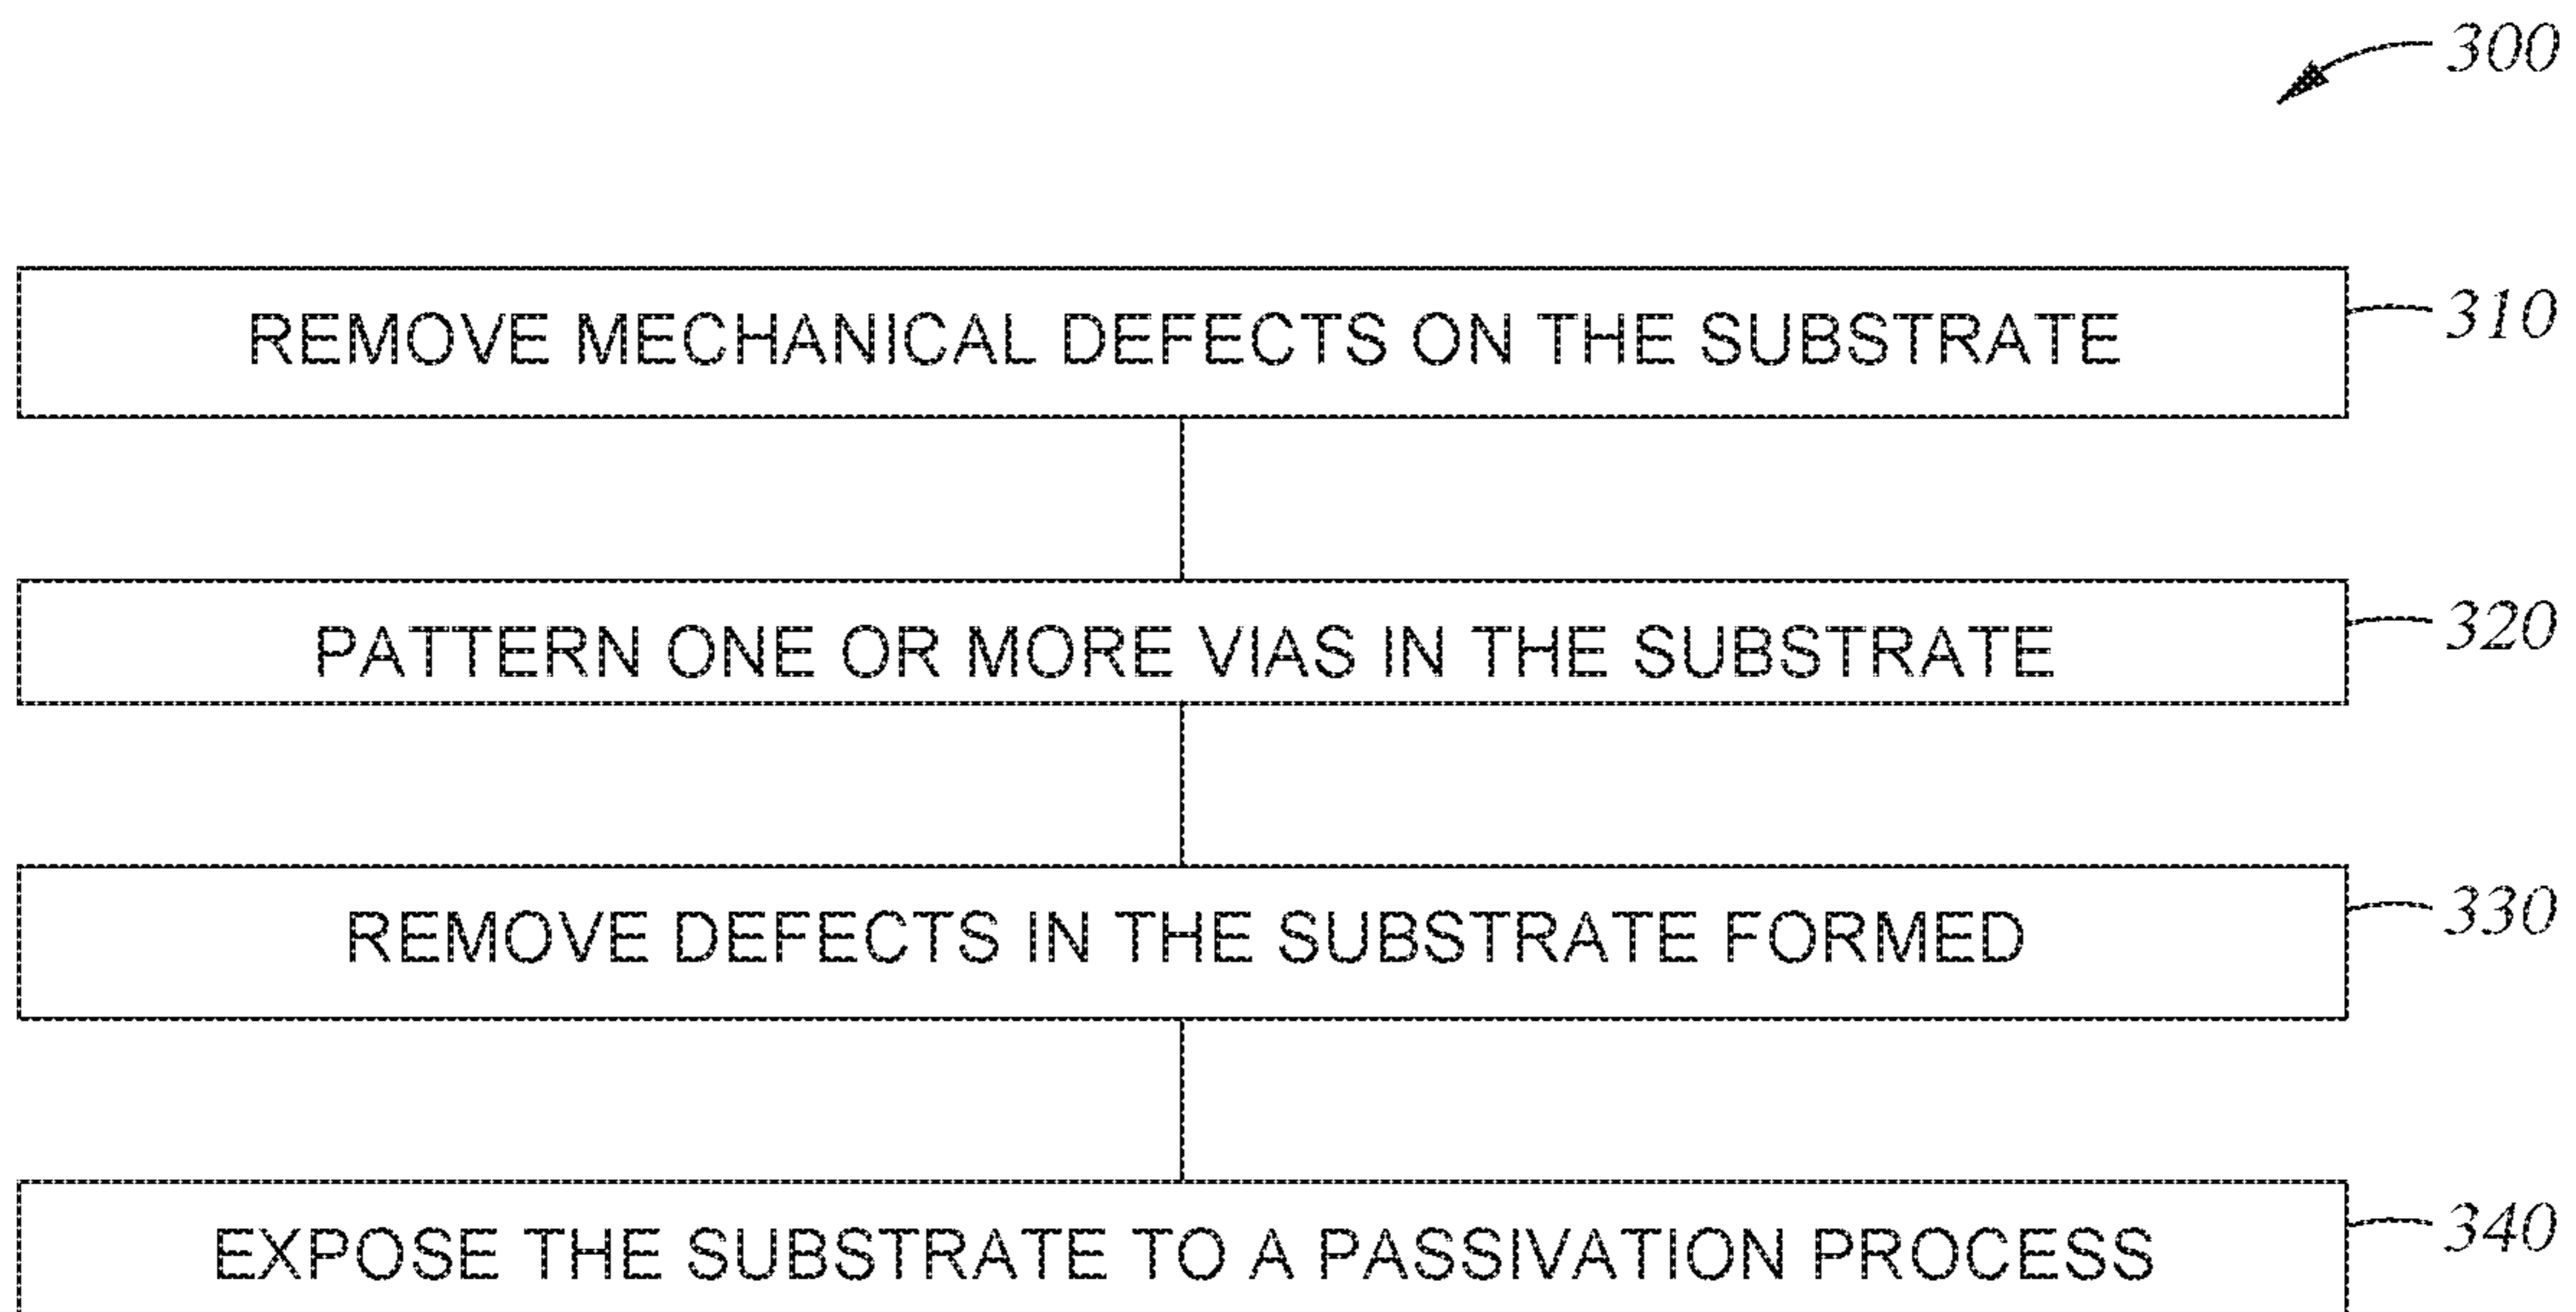 300
REMOVE MECHANICAL DEFECTS ON THE SUBSTRATE 310
PATTERN ONE OR MORE VIAS IN THE SUBSTRATE 320
REMOVE DEFECTS IN THE SUBSTRATE FORMED 330
EXPOSE THE SUBSTRATE TO A PASSIVATION PROCESS 340